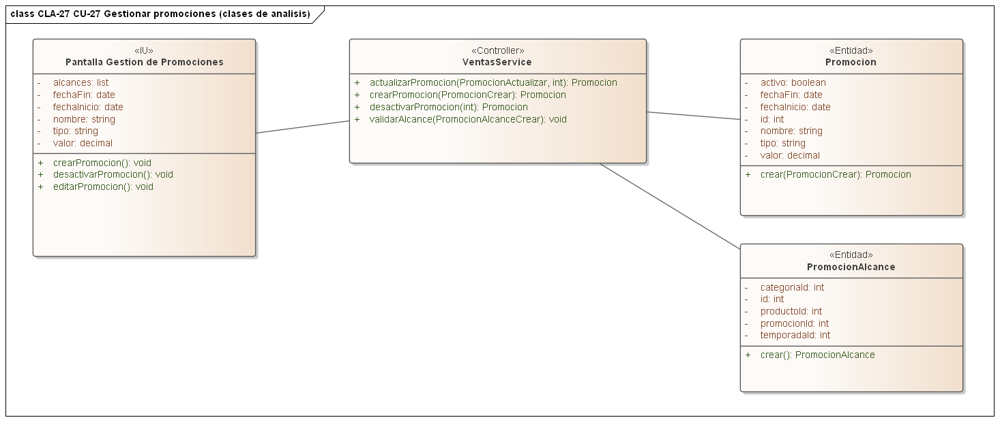 class CLA-27 CU-27 Gestionar promociones (clases de analisis)
«IU»
Pantalla Gestion de Promociones
- alcances: list
- fechaFin: date
- fechaInicio: date
- nombre: string
- tipo: string
- valor: decimal
+ crearPromocion(): void
+ desactivarPromocion(): void
+ editarPromocion(): void
«Controller»
VentasService
+ actualizarPromocion(PromocionActualizar, int): Promocion
+ crearPromocion(PromocionCrear): Promocion
+ desactivarPromocion(int): Promocion
+ validarAlcance(PromocionAlcanceCrear): void
«Entidad»
Promocion
- activo: boolean
- fechaFin: date
- fechaInicio: date
- id: int
- nombre: string
- tipo: string
- valor: decimal
+ crear(PromocionCrear): Promocion
«Entidad»
PromocionAlcance
- categoriaId: int
- id: int
- productoId: int
- promocionId: int
- temporadaId: int
+ crear(): PromocionAlcance